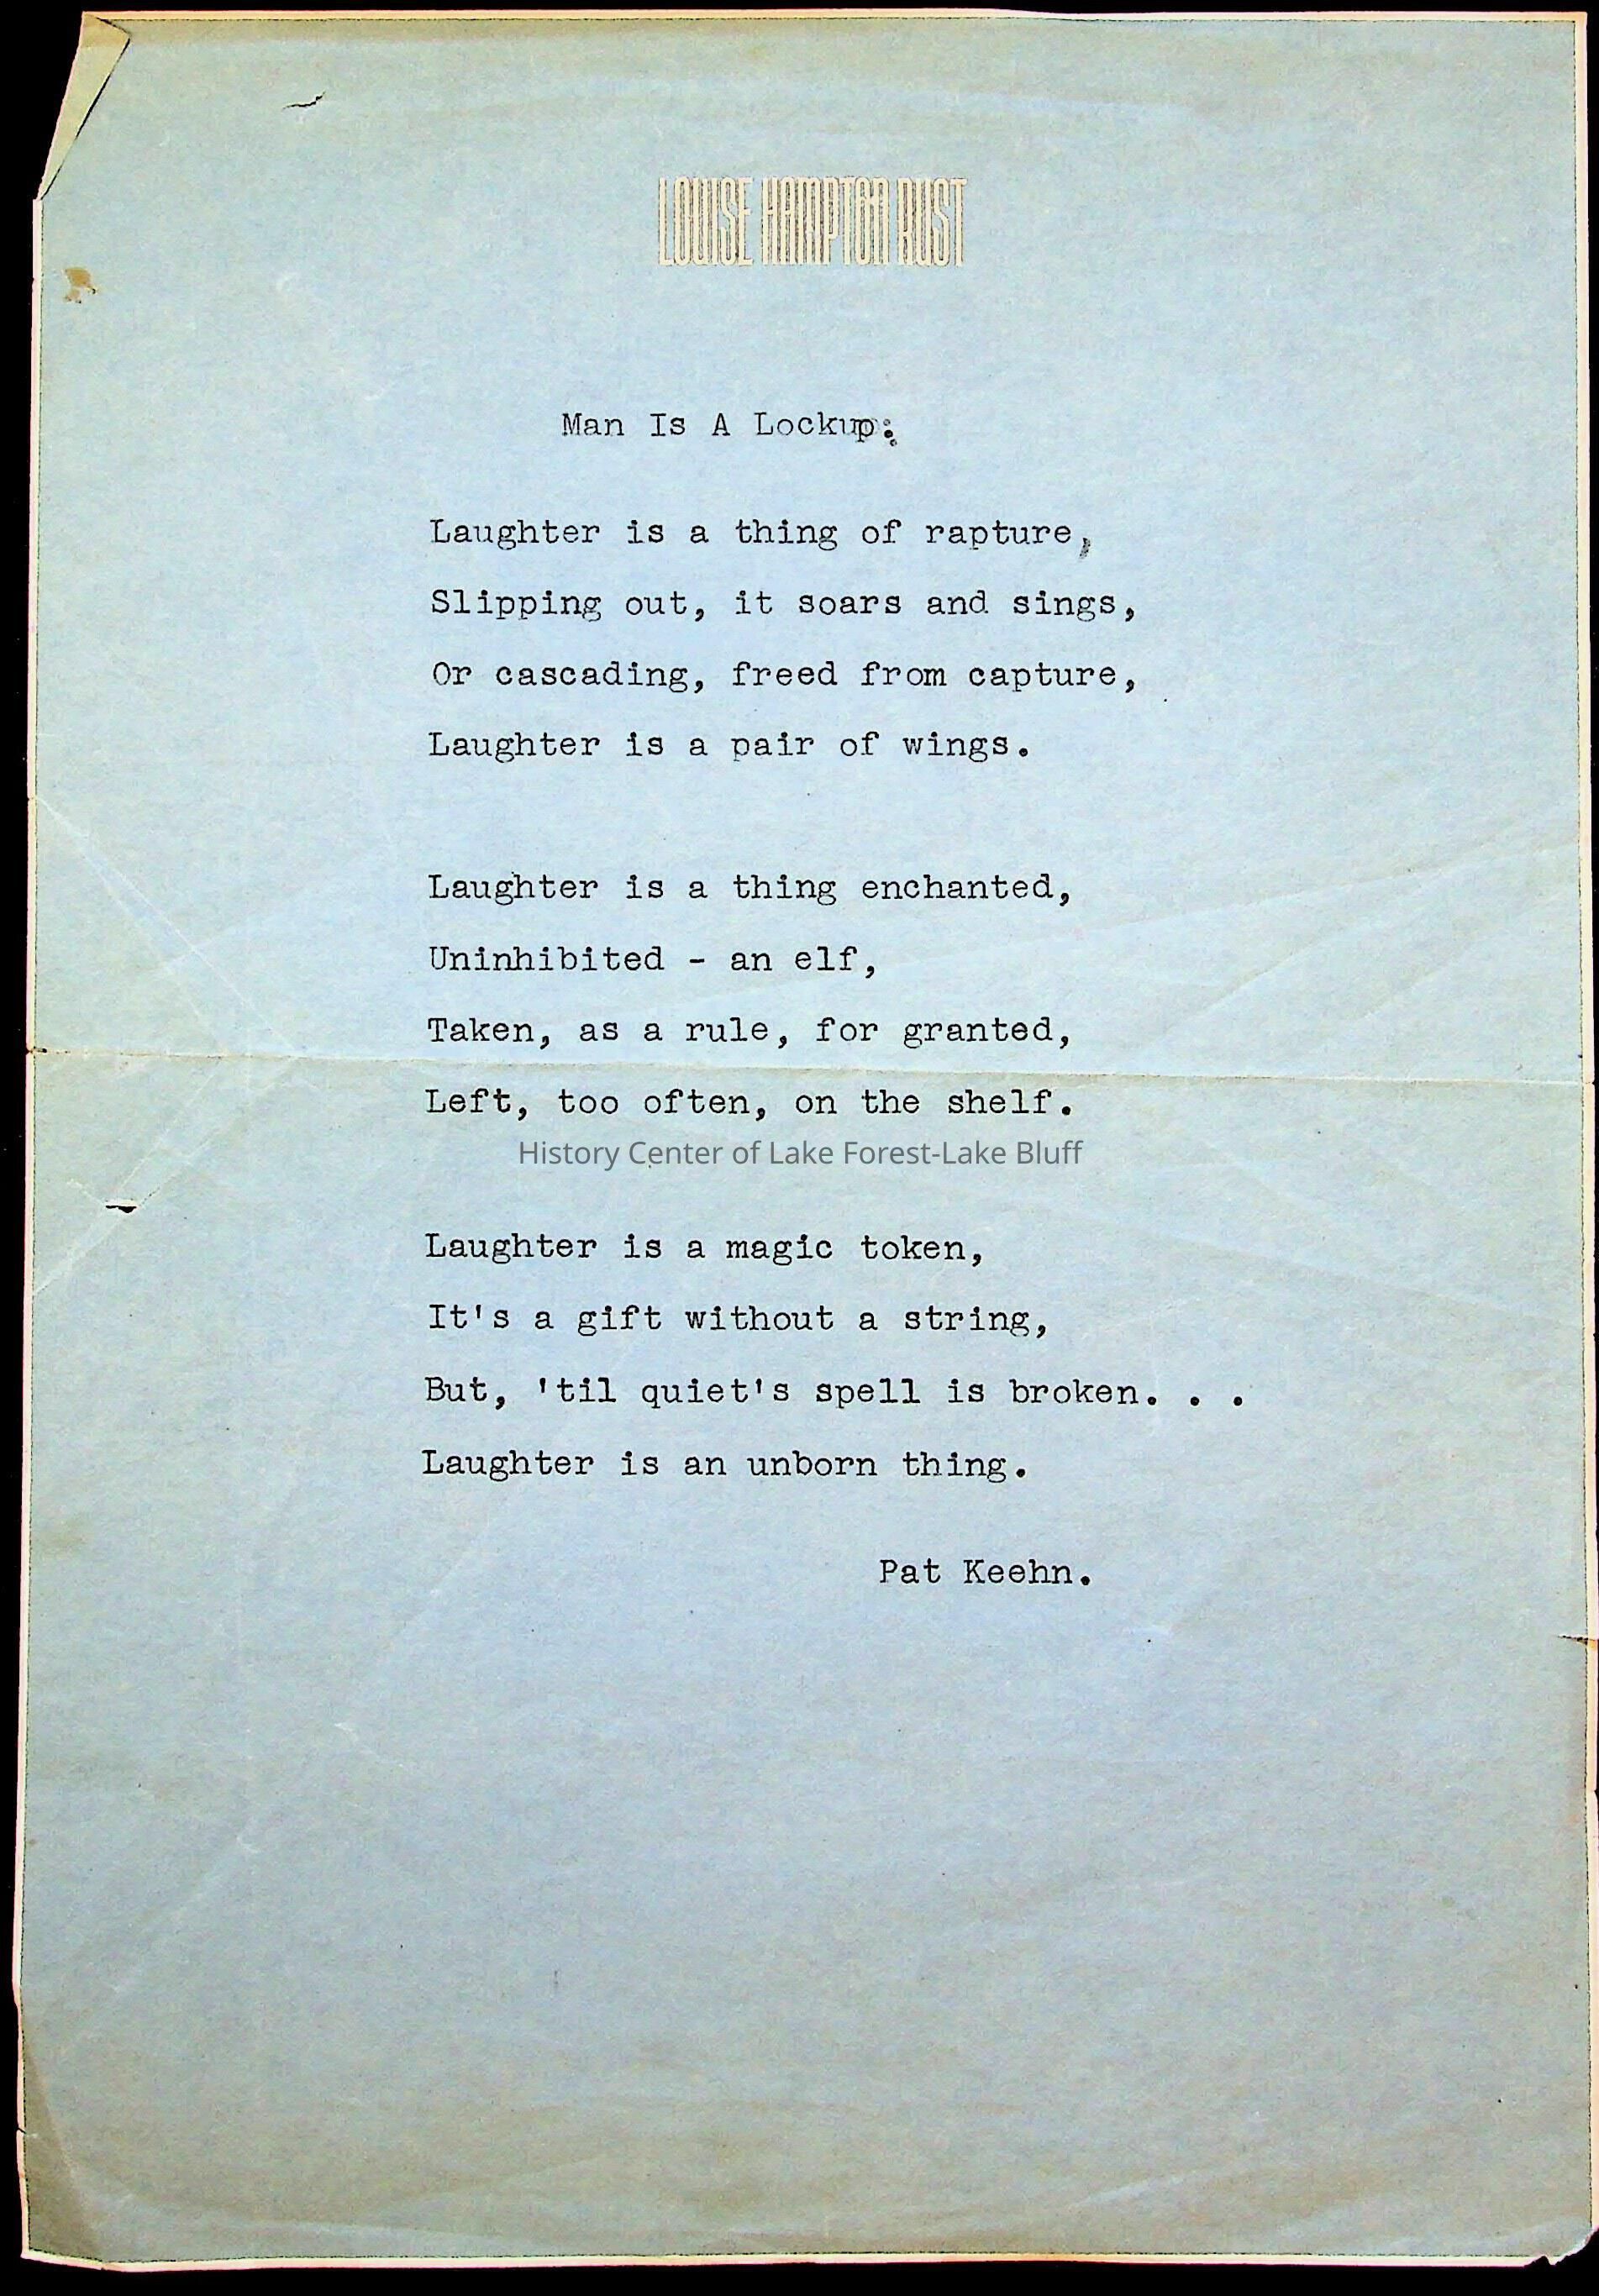 LOUISE HAMPTON RUST
Man Is A Lockup:
Laughter is a thing of rapture,
Slipping out, it soars and sings,
Or cascading, freed from capture,
Laughter is a pair of wings.
Laughter is a thing enchanted,
Uninhibited - an elf,
Taken, as a rule, for granted,
Left, too often, on the shelf.
History Center of Lake Forest-Lake Bluff
Laughter is a magic token,
It's a gift without a string,
But, 'til quiet's spell is broken. . .
Laughter is an unborn thing.
Pat Keehn.